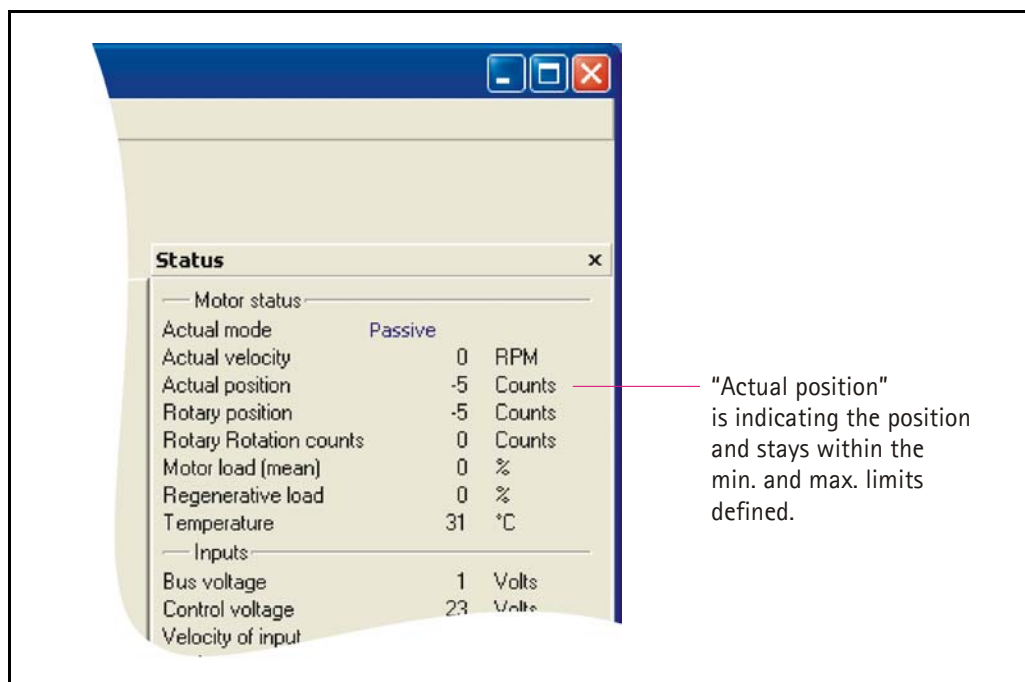 Status x
Motor status
Actual mode Passive
Actual velocity 0 RPM
Actual position -5 Counts
Rotary position -5 Counts
Rotary Rotation counts 0 Counts
Motor load (mean) 0 %
Regenerative load 0 %
Temperature 31 °C
Inputs
Bus voltage 1 Volts
Control voltage 23 Volts
Velocity of input
"Actual position"
is indicating the position
and stays within the
min. and max. limits
defined.